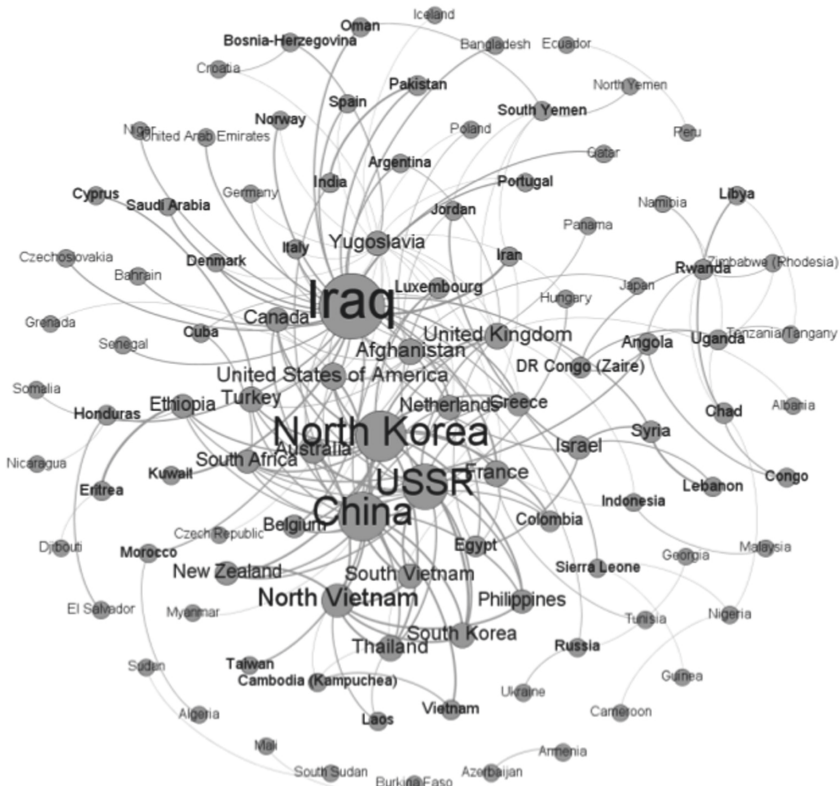 Iceland
Oman
Bosnia-Herzegovina
Bangladesh
Ecuador
Croatia
Pakistan
North Yemen
Spain
South Yemen
Norway
Poland
Niger
United Arab Emirates
Peru
Qatar
Argentina
India
Portugal
Germany
Cyprus
Saudi Arabia
Libya
Namibia
Jordan
Panama
Yugoslavia
Italy
Iran
Czechoslovakia
Denmark
Rwanda
Zimbabwe (Rhodesia)
Bahrain
Luxembourg
Japan
Hungary
Iraq
Canada
Grenada
Cuba
United Kingdom
Tanzania/Tangany
Senegal
Angola
Uganda
Afghanistan
DR Congo (Zaire)
United States of America
Somalia
Turkey
Ethiopia
Netherlands
Greece
Albania
Honduras
Chad
North Korea
Syria
Australia
Israel
South Africa
Nicaragua
Kuwait
USSR
France
Congo
Eritrea
Lebanon
Indonesia
China
Belgium
Colombia
Czech Republic
Egypt
Djibouti
Morocco
Malaysia
Georgia
New Zealand
South Vietnam
Sierra Leone
North Vietnam
Philippines
El Salvador
Myanmar
Nigeria
Tunisia
South Korea
Thailand
Russia
Sudan
Taiwan
Guinea
Cambodia (Kampuchea)
Ukraine
Vietnam
Cameroon
Algeria
Laos
Mali
Armenia
South Sudan
Azerbaijan
Burkina Faso